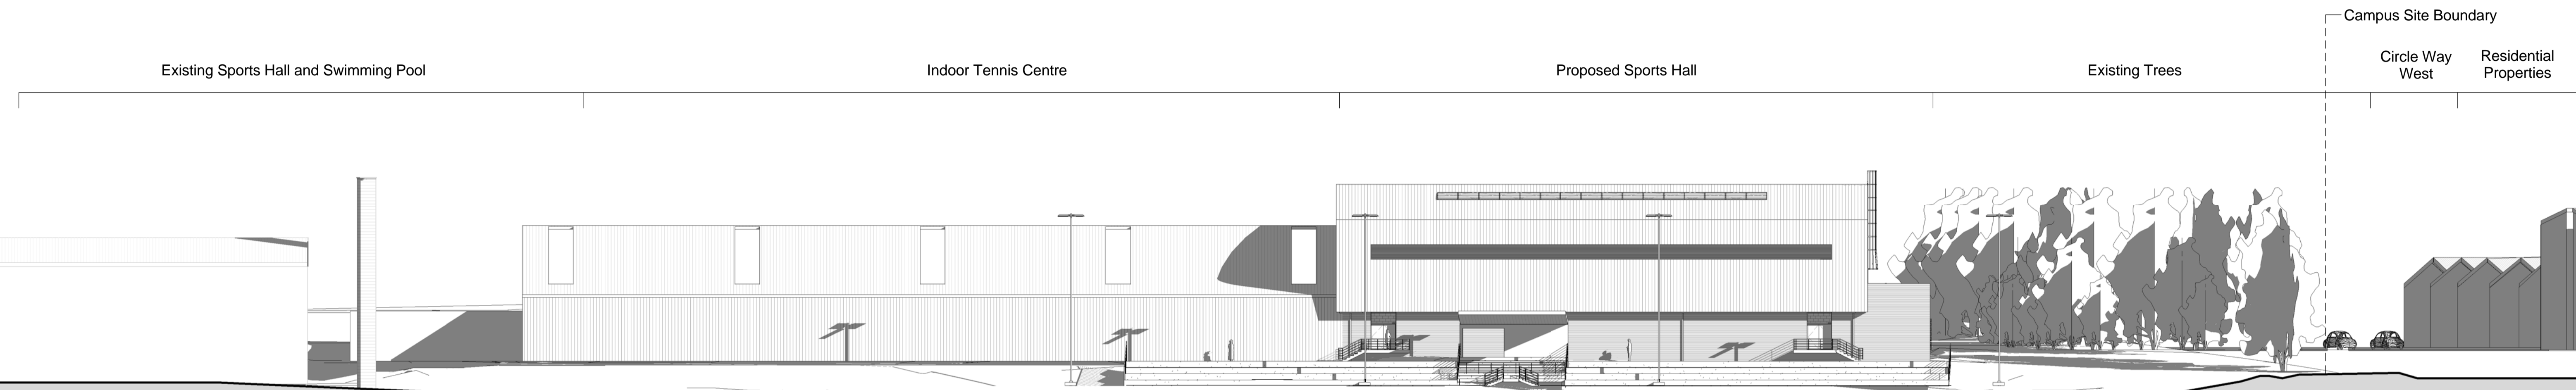 Campus Site Boundary
Existing Sports Hall and Swimming Pool
Indoor Tennis Centre
Proposed Sports Hall
Existing Trees
Circle Way
West
Residential
Properties